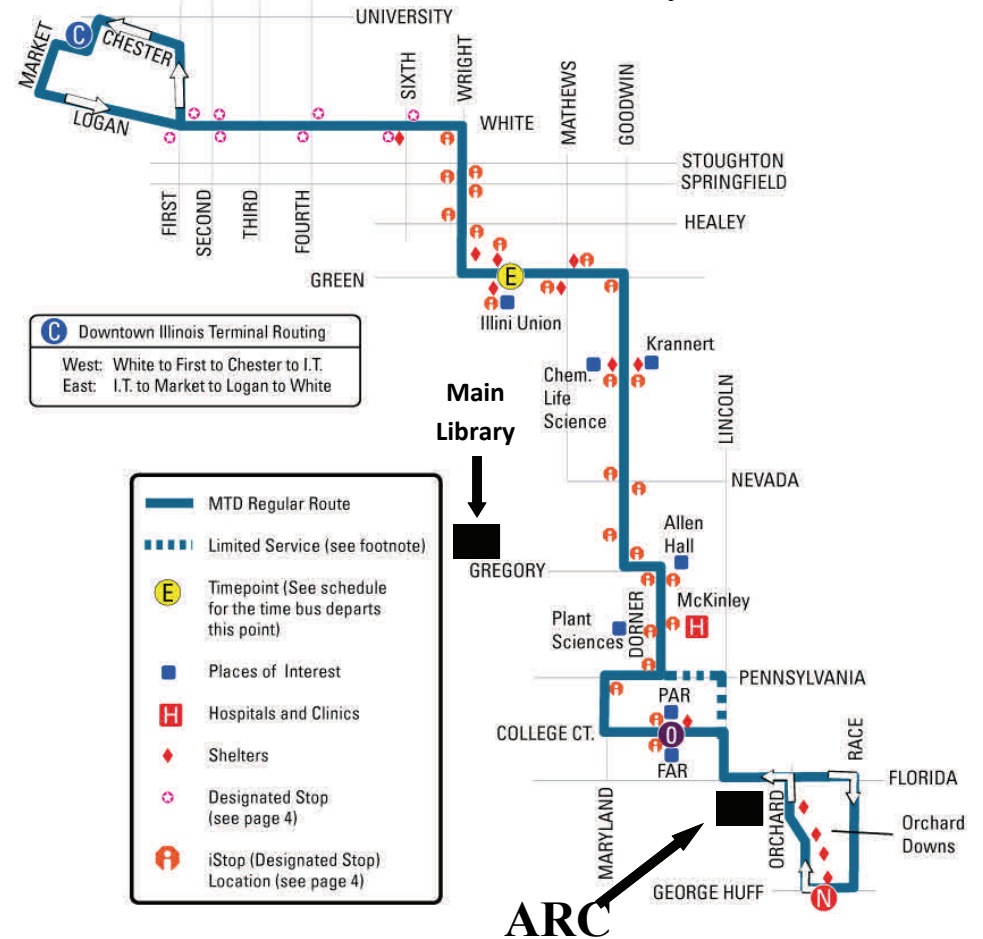 UNIVERSITY
C
CHESTER
MARKET
LOGAN
SIXTH
WRIGHT
WHITE
MATHEWS
GOODWIN
STOUGHTON
SPRINGFIELD
FIRST
SECOND
THIRD
FOURTH
HEALEY
GREEN
E
Illini Union
C Downtown Illinois Terminal Routing
West: White to First to Chester to I.T.
East: I.T. to Market to Logan to White
Krannert
Chem.
Life
Science
Main
Library
LINCOLN
NEVADA
MTD Regular Route
Limited Service (see footnote)
E
Timepoint (See schedule
for the time bus departs
this point)
Places of Interest
H
Hospitals and Clinics
Shelters
Designated Stop
(see page 4)
iStop (Designated Stop)
Location (see page 4)
Allen
Hall
GREGORY
McKinley
H
Plant
Sciences
DORNER
PENNSYLVANIA
PAR
COLLEGE CT.
O
FAR
RACE
FLORIDA
MARYLAND
ORCHARD
Orchard
Downs
GEORGE HUFF
N
ARC